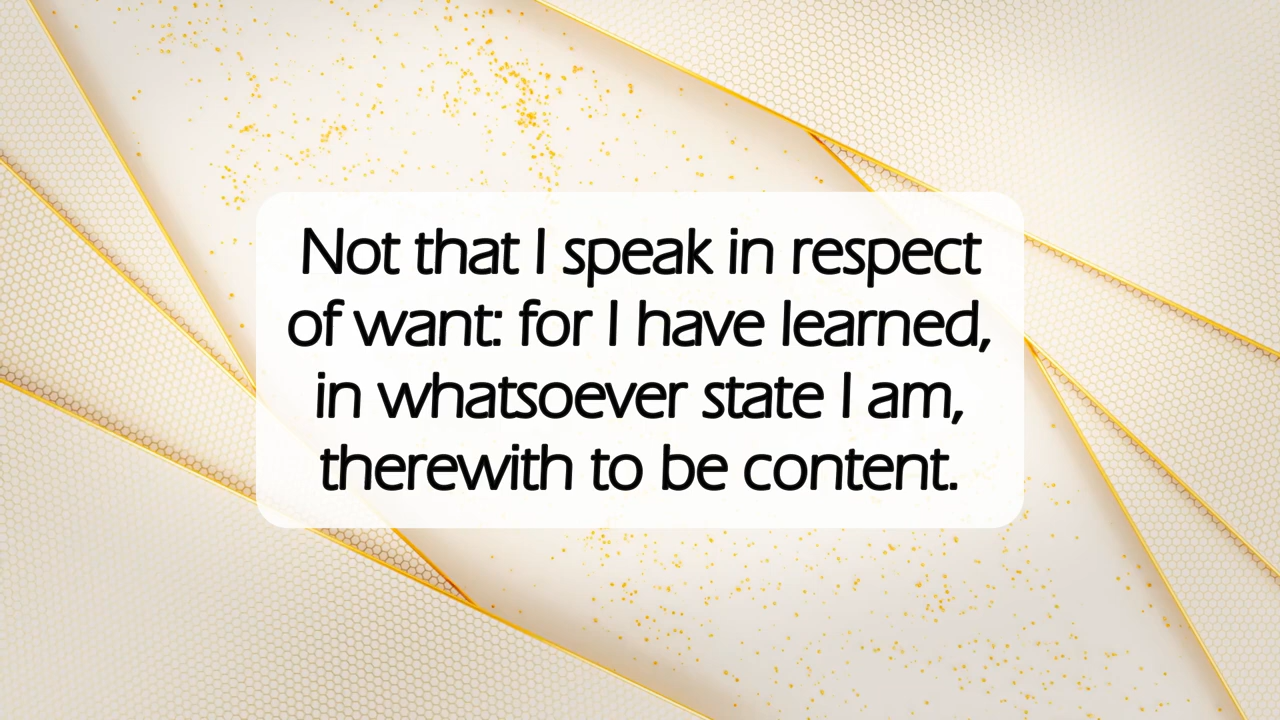 Not that I speak in respect
of want: for I have learned,
in whatsoever state I am,
therewith to be content.